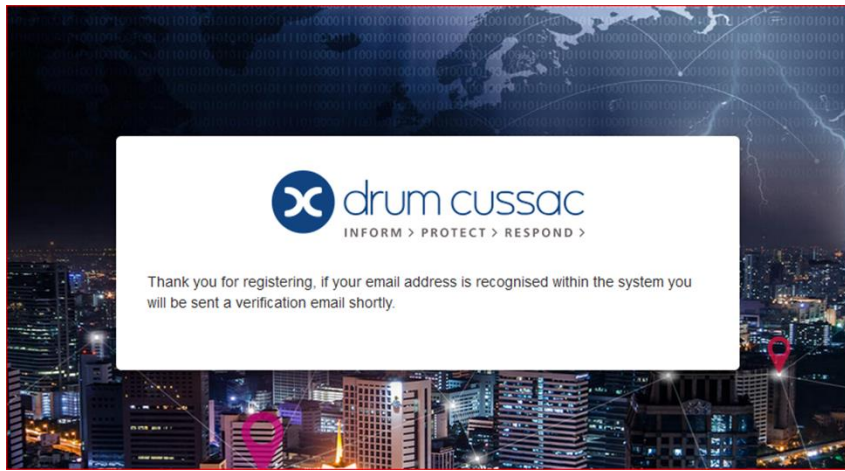 drum cussac
INFORM > PROTECT > RESPOND >
Thank you for registering, if your email address is recognised within the system you
will be sent a verification email shortly.